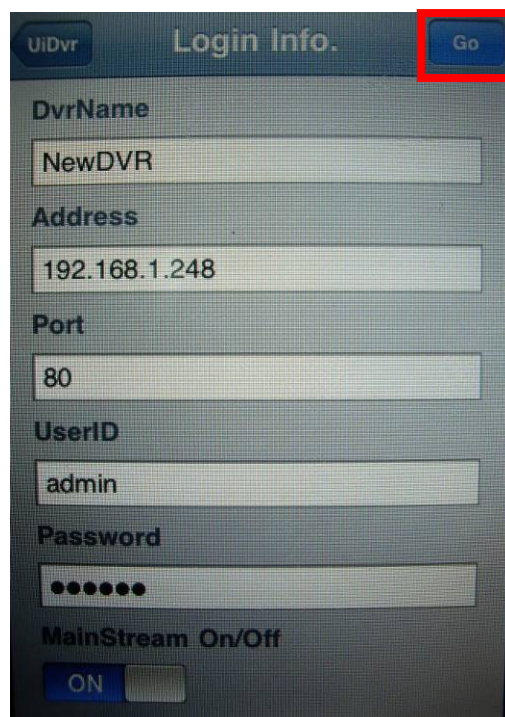 UiDvr
Login Info.
Go
DvrName
NewDVR
Address
192.168.1.248
Port
80
UserID
admin
Password
●●●●●●
MainStream On/Off
ON